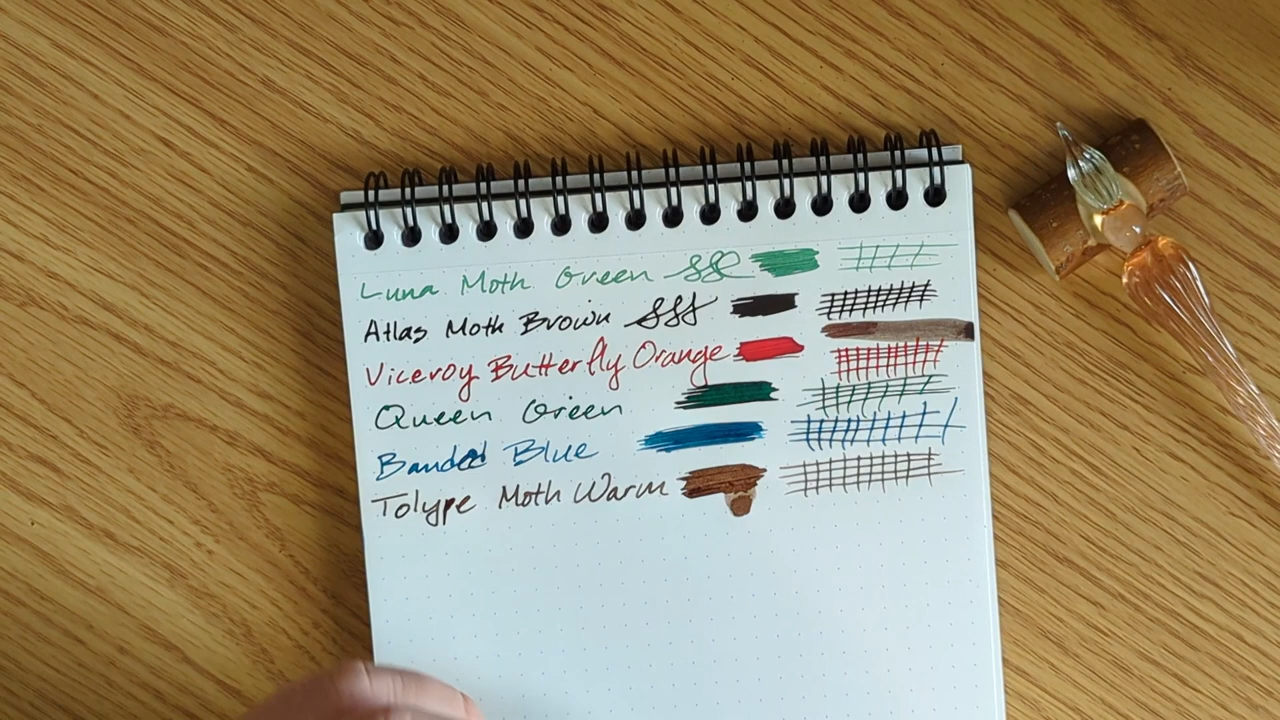 Luna Moth Green
Atlas Moth Brown
Viceroy Butterfly Orange
Queen Green
Banded Blue
Tolype Moth Warm